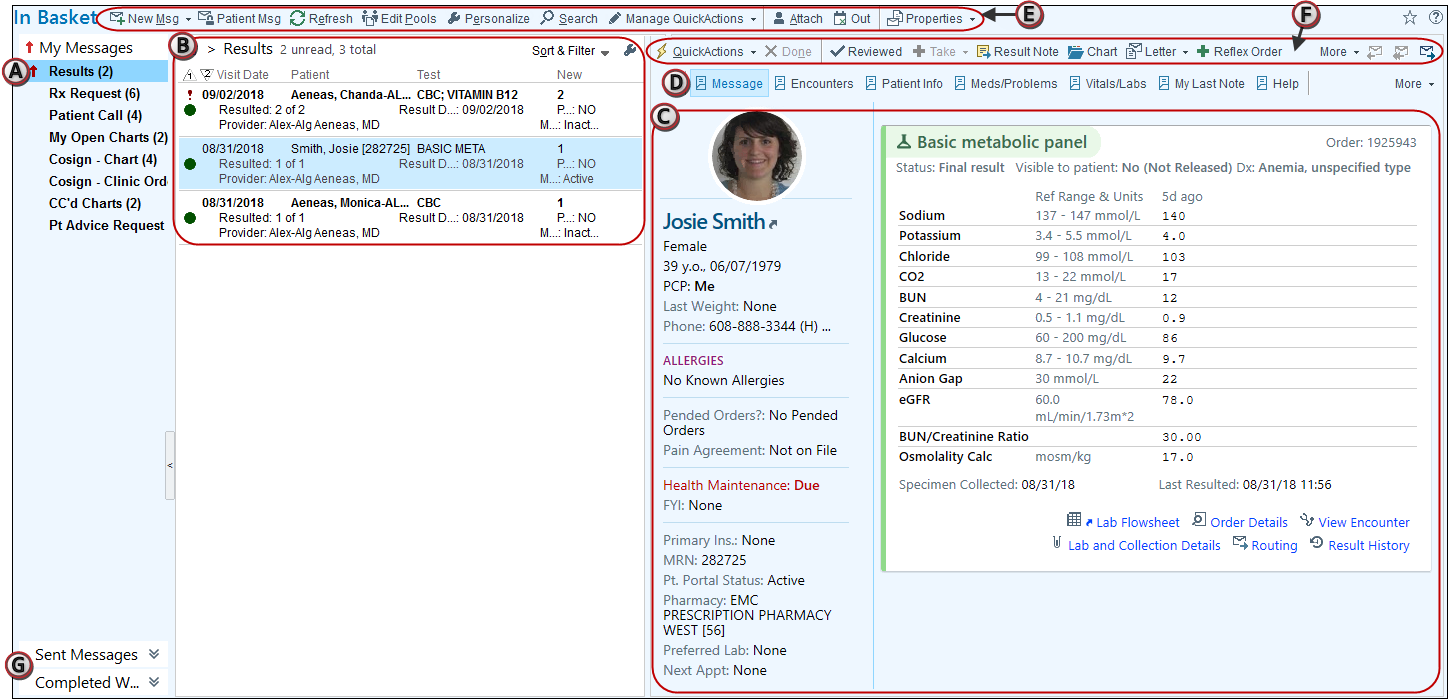 In Basket
New Msg
Patient Msg
Refresh
Edit Pools
Personalize
Search
Manage QuickActions
Attach
Out
Properties
E
My Messages
A
Results (2)
Rx Request (6)
Patient Call (4)
My Open Charts (2)
Cosign - Chart (4)
Cosign - Clinic Ord
CC'd Charts (2)
Pt Advice Request
Sent Messages
G
Completed W...
<
B
> Results 2 unread, 3 total
Sort & Filter
Visit Date Patient Test New
09/02/2018 Aeneas, Chanda-AL... CBC; VITAMIN B12 2
Resulted: 2 of 2 Result D...: 09/02/2018 P...: NO
Provider: Alex-Alg Aeneas, MD M...: Inact...
08/31/2018 Smith, Josie [282725] BASIC META 1
Resulted: 1 of 1 Result D...: 08/31/2018 P...: NO
Provider: Alex-Alg Aeneas, MD M...: Active
08/31/2018 Aeneas, Monica-AL... CBC 1
Resulted: 1 of 1 Result D...: 08/31/2018 P...: NO
Provider: Alex-Alg Aeneas, MD M...: Inact...
F
QuickActions
Done
Reviewed
Take
Result Note
Chart
Letter
Reflex Order
More
D
Message
Encounters
Patient Info
Meds/Problems
Vitals/Labs
My Last Note
Help
More
C
Josie Smith
Female
39 y.o., 06/07/1979
PCP: Me
Last Weight: None
Phone: 608-888-3344 (H) ...
ALLERGIES
No Known Allergies
Pended Orders?: No Pended
Orders
Pain Agreement: Not on File
Health Maintenance: Due
FYI: None
Primary Ins.: None
MRN: 282725
Pt. Portal Status: Active
Pharmacy: EMC
PRESCRIPTION PHARMACY
WEST [56]
Preferred Lab: None
Next Appt: None
Basic metabolic panel
Order: 1925943
Status: Final result Visible to patient: No (Not Released) Dx: Anemia, unspecified type
Ref Range & Units 5d ago
Sodium 137 - 147 mmol/L 140
Potassium 3.4 - 5.5 mmol/L 4.0
Chloride 99 - 108 mmol/L 103
CO2 13 - 22 mmol/L 17
BUN 4 - 21 mg/dL 12
Creatinine 0.5 - 1.1 mg/dL 0.9
Glucose 60 - 200 mg/dL 86
Calcium 8.7 - 10.7 mg/dL 9.7
Anion Gap 30 mmol/L 22
eGFR 60.0 78.0
mL/min/1.73m*2
BUN/Creatinine Ratio 30.00
Osmolality Calc mosm/kg 17.0
Specimen Collected: 08/31/18 Last Resulted: 08/31/18 11:56
Lab Flowsheet Order Details View Encounter
Lab and Collection Details Routing Result History